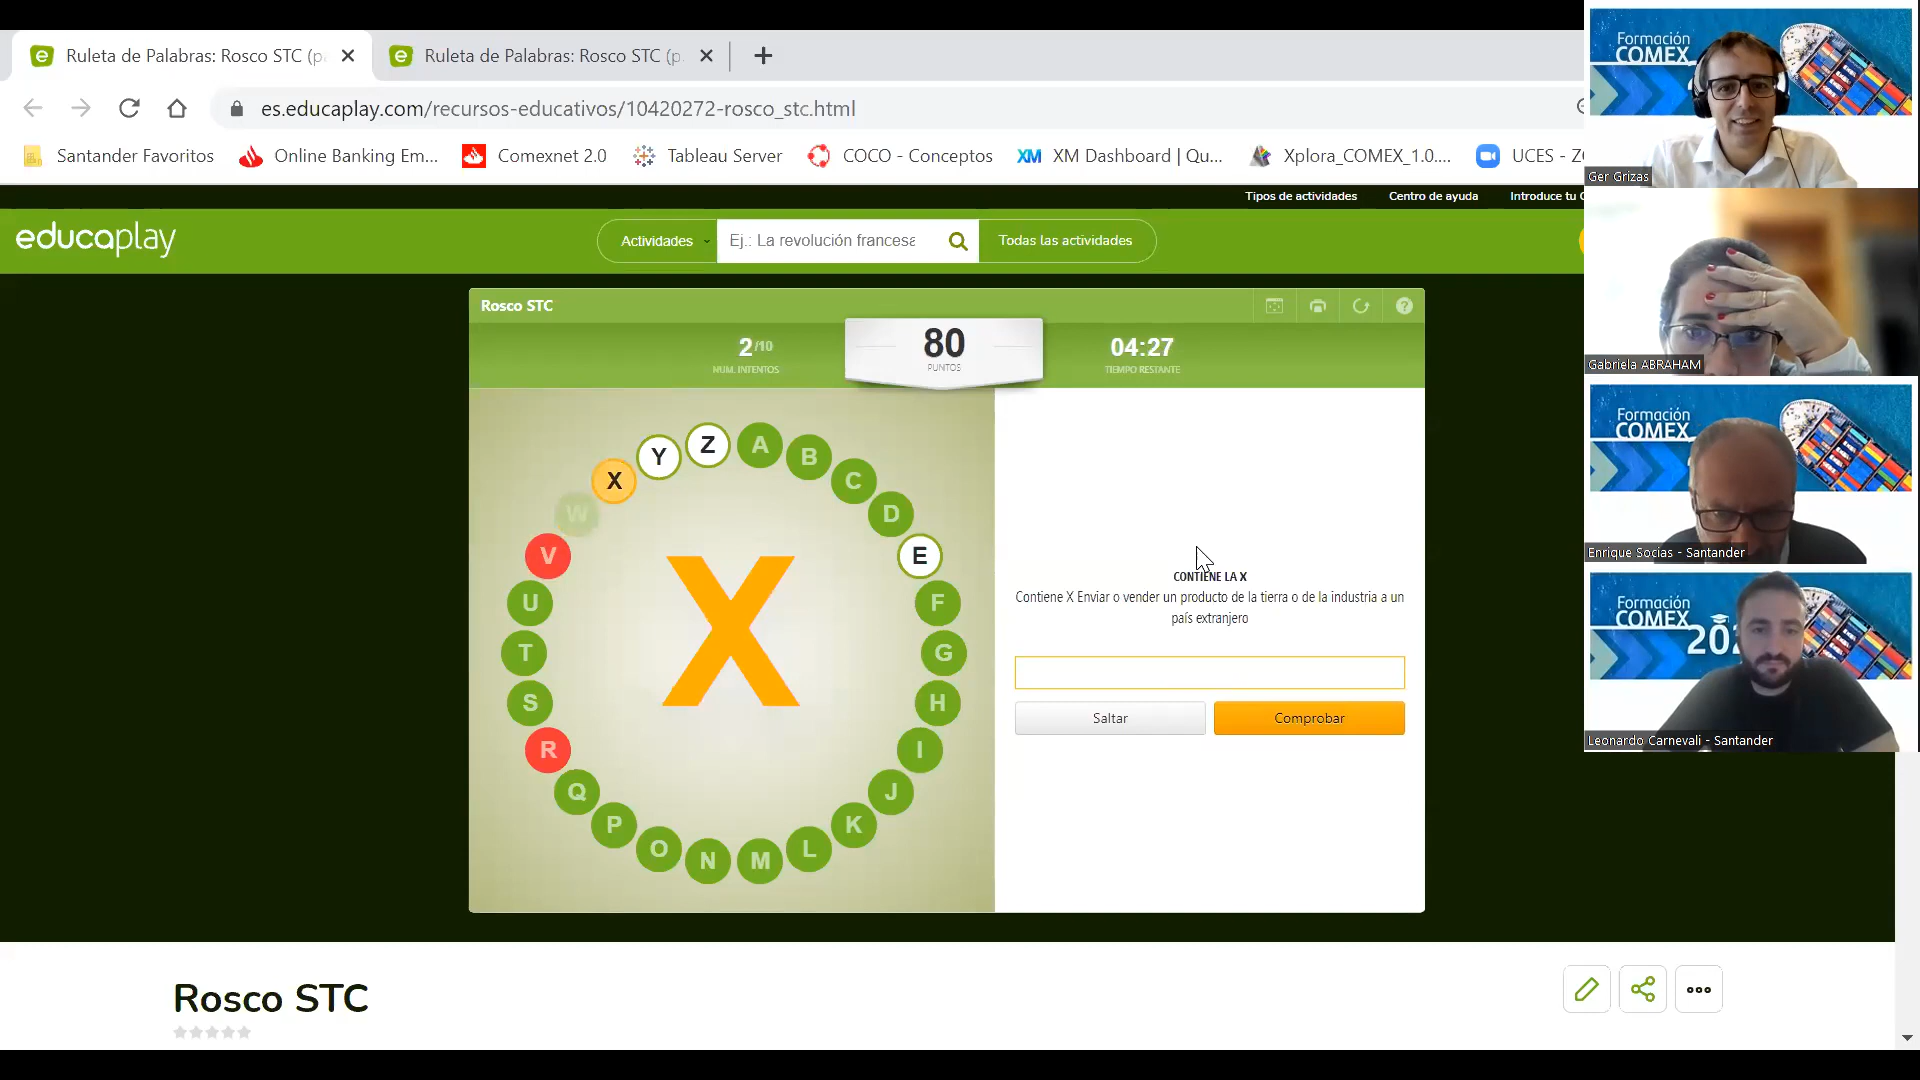 Ruleta de Palabras: Rosco STC (p
Ruleta de Palabras: Rosco STC (p
es.educaplay.com/recursos-educativos/10420272-rosco_stc.html
Santander Favoritos
Online Banking Em...
Comexnet 2.0
Tableau Server
COCO - Conceptos
XM
XM Dashboard | Qu...
Xplora_COMEX_1.0....
UCES - Z
Tipos de actividades
Centro de ayuda
Introduce tu
educaplay
Actividades
Ej.: La revolución francesa
Todas las actividades
Rosco STC
2/10
NUM. INTENTOS
80
PUNTOS
04:27
TIEMPO RESTANTE
A
B
C
D
E
F
G
H
I
J
K
L
M
N
O
P
Q
R
S
T
U
V
W
X
Y
Z
X
CONTIENE LA X
Contiene X Enviar o vender un producto de la tierra o de la industria a un
país extranjero
Saltar
Comprobar
Rosco STC
Formación
COMEX
Ger Grizas
Gabriela ABRAHAM
Formación
COMEX
Enrique Socias - Santander
Formación
COMEX
Leonardo Carnevali - Santander